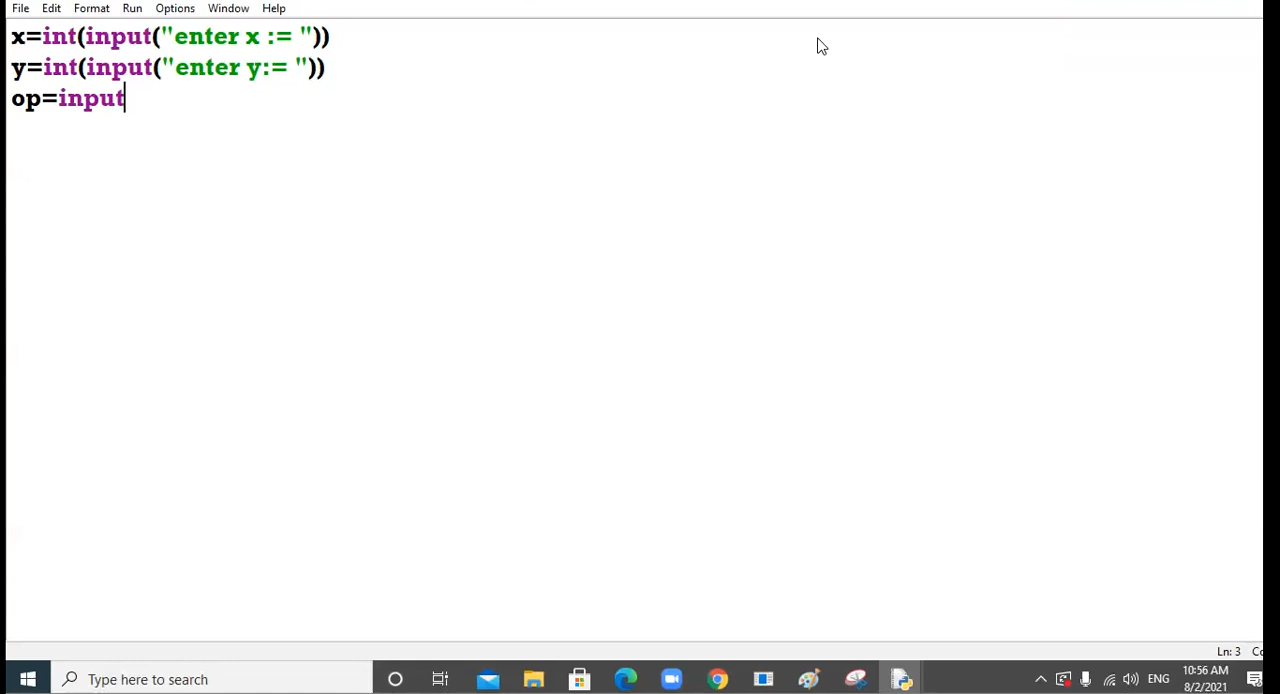 File Edit Format Run Options Window Help
x=int(input("enter x := "))
y=int(input("enter y:= "))
op=input
Ln: 3
Type here to search
ENG
10:56 AM
8/2/2021